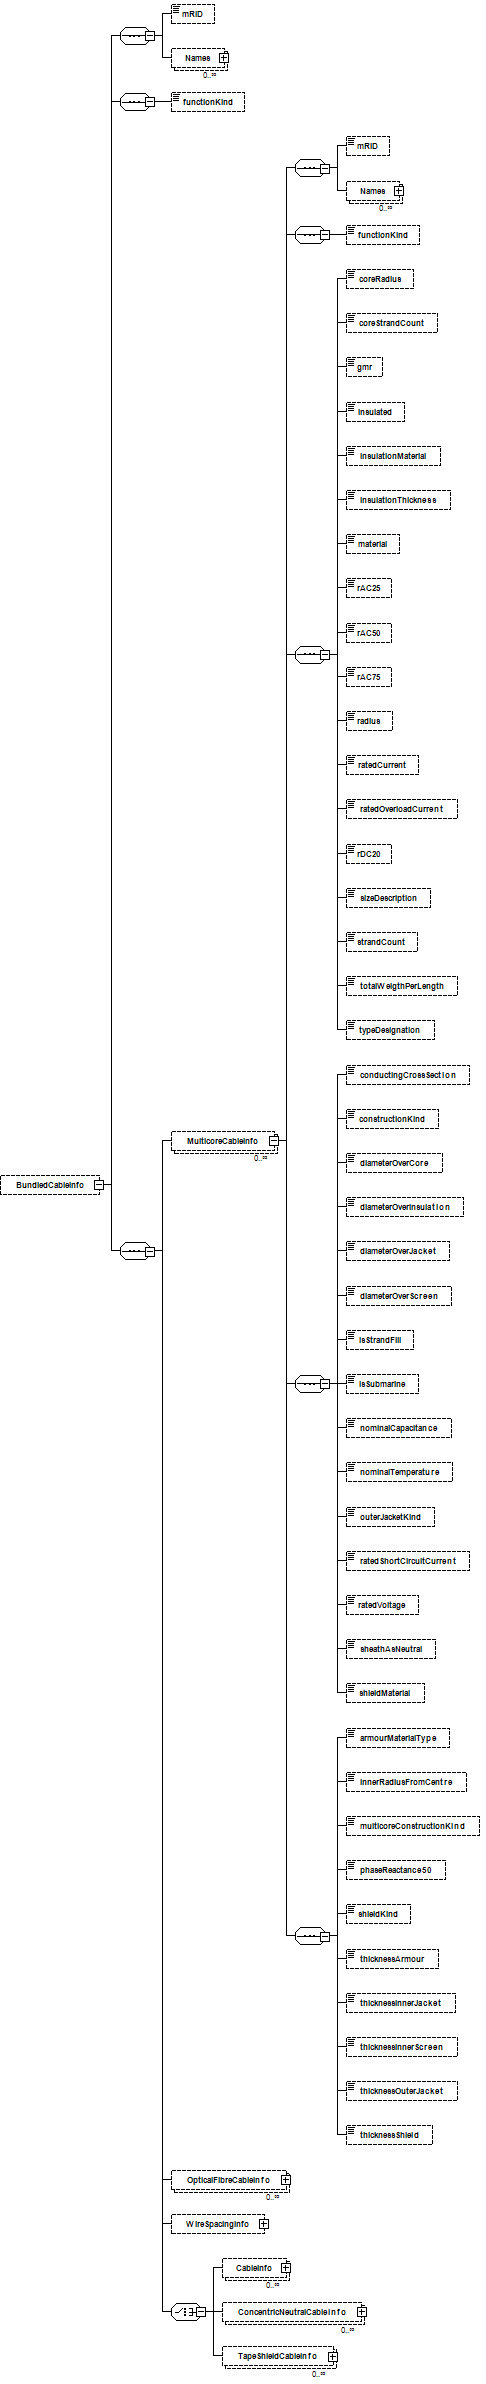 mRID
Names
0..∞
functionKind
mRID
Names
0..∞
functionKind
coreRadius
coreStrandCount
gmr
insulated
insulationMaterial
insulationThickness
material
rAC25
rAC50
rAC75
radius
ratedCurrent
ratedOverloadCurrent
rDC20
sizeDescription
strandCount
totalWeigthPerLength
typeDesignation
conductingCrossSection
constructionKind
MulticoreCableInfo
0..∞
diameterOverCore
BundledCableInfo
diameterOverInsulation
diameterOverJacket
diameterOverScreen
isStrandFill
isSubmarine
nominalCapacitance
nominalTemperature
outerJacketKind
ratedShortCircuitCurrent
ratedVoltage
sheathAsNeutral
shieldMaterial
armourMaterialType
innerRadiusFromCentre
multicoreConstructionKind
phaseReactance50
shieldKind
thicknessArmour
thicknessInnerJacket
thicknessInnerScreen
thicknessOuterJacket
thicknessShield
OpticalFibreCableInfo
0..∞
WireSpacingInfo
CableInfo
0..∞
ConcentricNeutralCableInfo
0..∞
TapeShieldCableInfo
0..∞